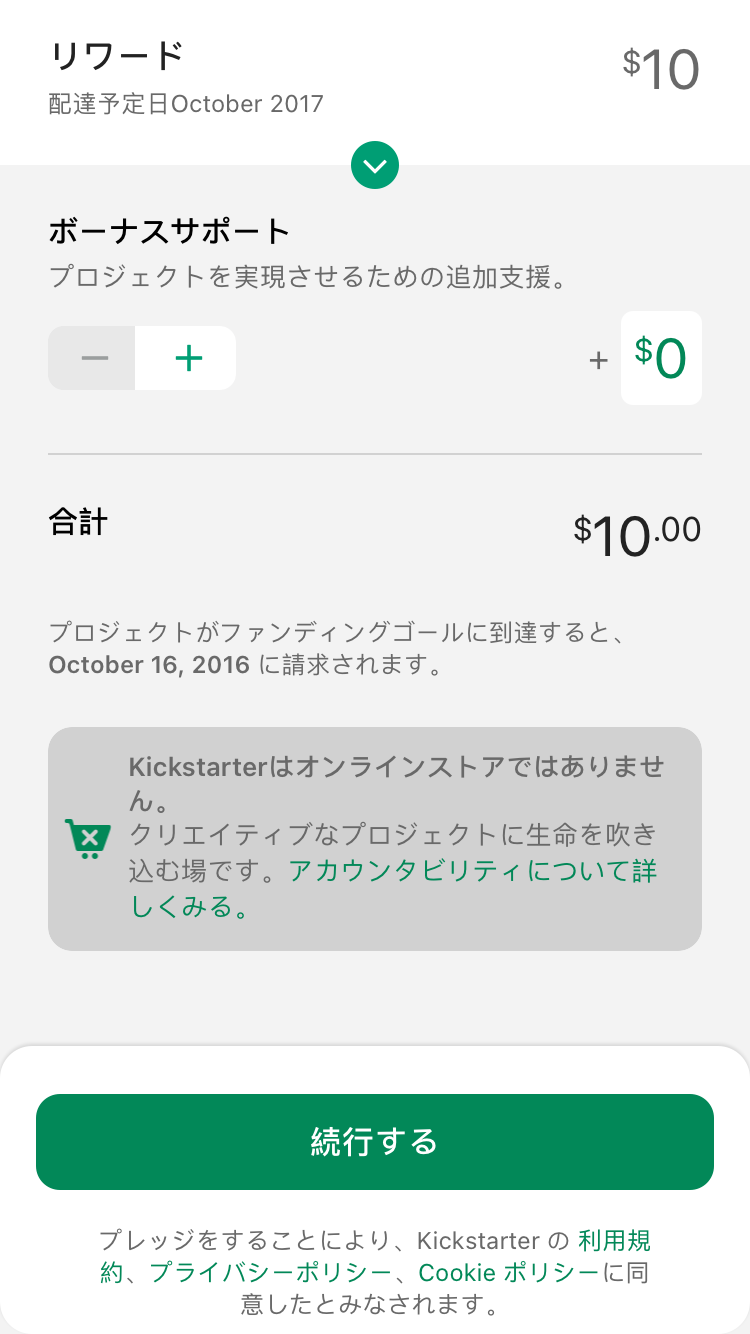 リワード
$10
配達予定日October 2017
ボーナスサポート
プロジェクトを実現させるための追加支援。
− + + $0
合計
$10.00
プロジェクトがファンディングゴールに到達すると、
October 16, 2016 に請求されます。
Kickstarterはオンラインストアではありませ
ん。
クリエイティブなプロジェクトに生命を吹き
込む場です。アカウンタビリティについて詳
しくみる。
続行する
プレッジをすることにより、Kickstarter の 利用規
約、プライバシーポリシー、Cookie ポリシーに同
意したとみなされます。